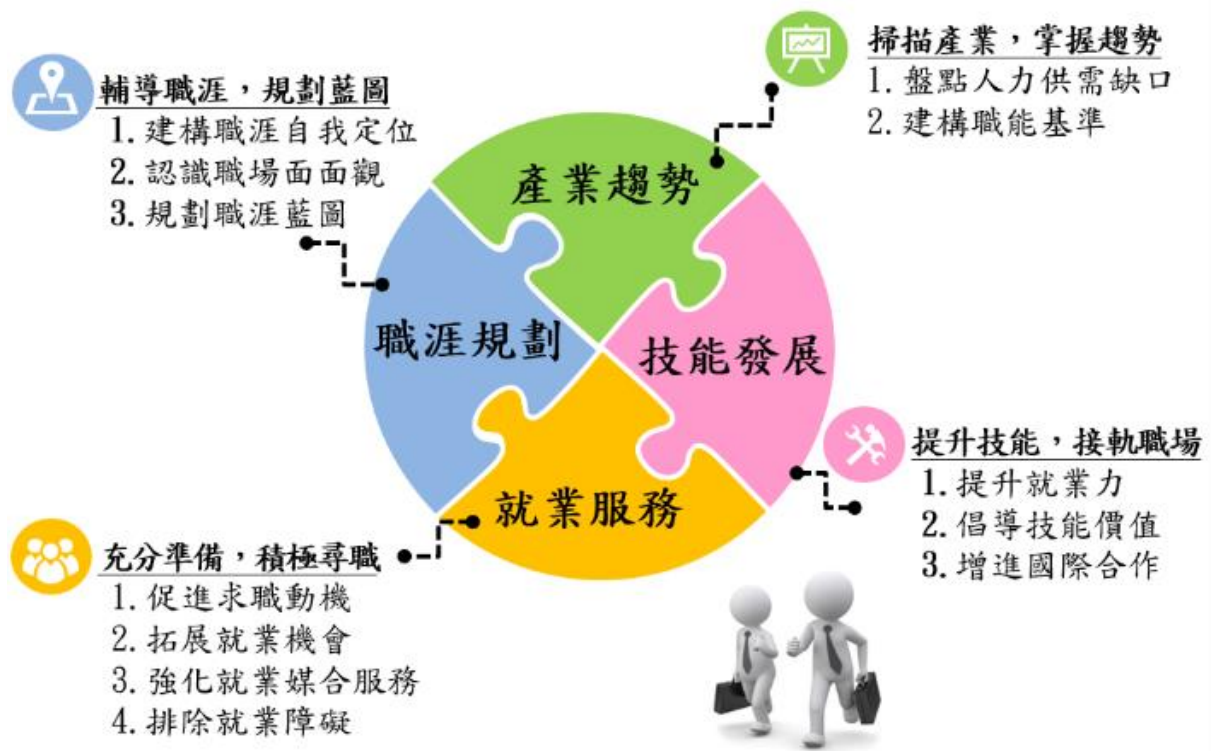 掃描產業，掌握趨勢
1. 盤點人力供需缺口
2. 建構職能基準
輔導職涯，規劃藍圖
1. 建構職涯自我定位
2. 認識職場面面觀
3. 規劃職涯藍圖
產業趨勢
職涯規劃
技能發展
就業服務
提升技能，接軌職場
1. 提升就業力
2. 倡導技能價值
3. 增進國際合作
充分準備，積極尋職
1. 促進求職動機
2. 拓展就業機會
3. 強化就業媒合服務
4. 排除就業障礙